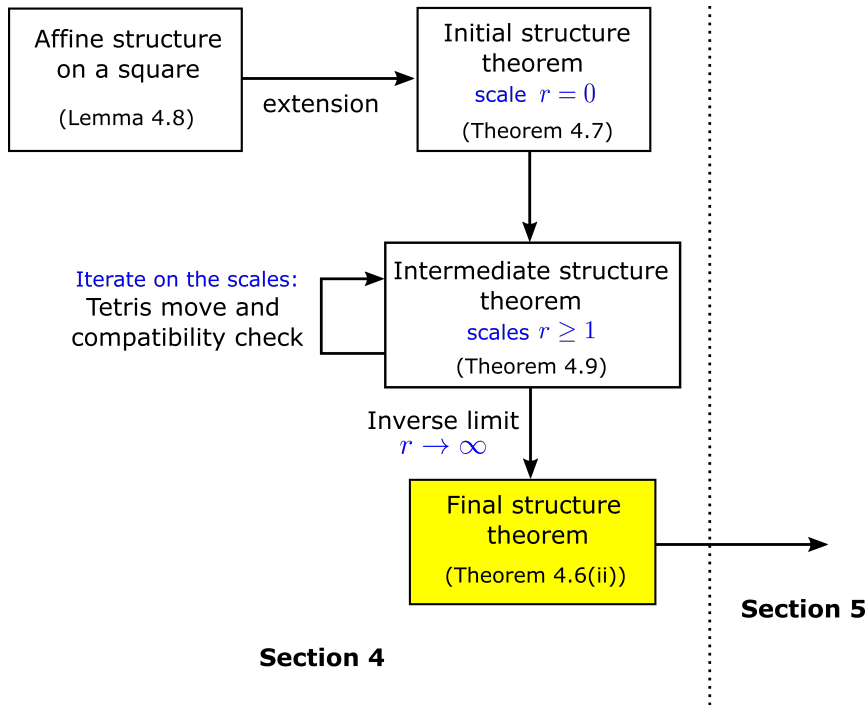 Affine structure
on a square
(Lemma 4.8)
extension
Initial structure
theorem
scale r = 0
(Theorem 4.7)
Iterate on the scales:
Tetris move and
compatibility check
Intermediate structure
theorem
scales r ≥ 1
(Theorem 4.9)
Inverse limit
r → ∞
Final structure
theorem
(Theorem 4.6(ii))
Section 4
Section 5